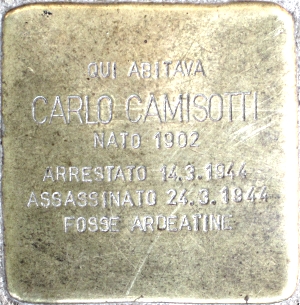 QUI ABITAVA
CARLO CAMISOTTI
NATO 1902
ARRESTATO 14.3.1944
ASSASSINATO 24.3.1944
FOSSE ARDEATINE